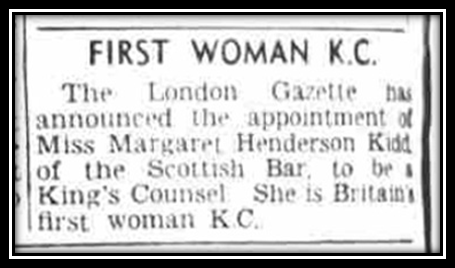 FIRST WOMAN K.C.
The London Gazette has
announced the appointment of
Miss Margaret Henderson Kidd
of the Scottish Bar, to be a
King's Counsel. She is Britain's
first woman K.C.